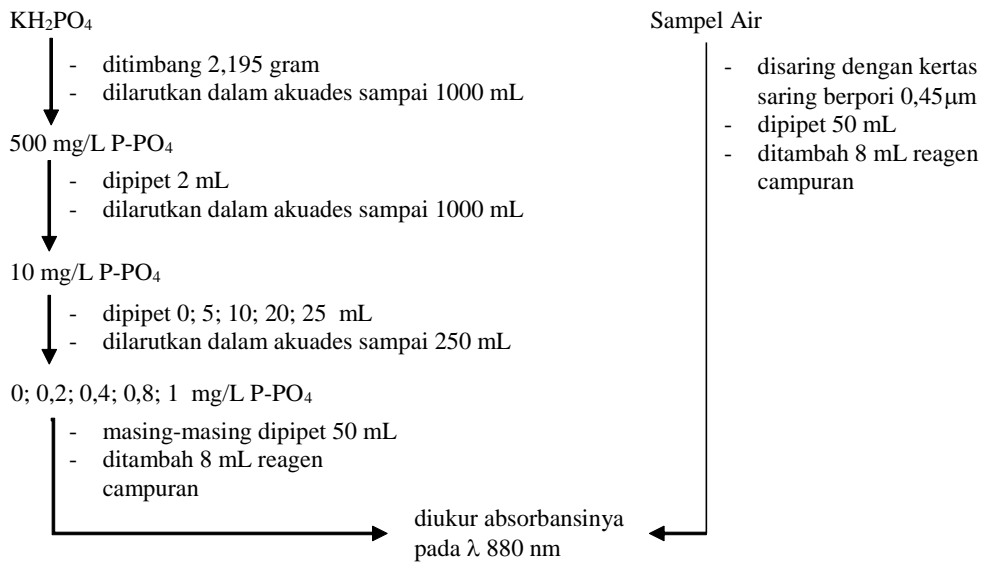 KH₂PO₄
- ditimbang 2,195 gram
- dilarutkan dalam akuades sampai 1000 mL
500 mg/L P-PO₄
- dipipet 2 mL
- dilarutkan dalam akuades sampai 1000 mL
10 mg/L P-PO₄
- dipipet 0; 5; 10; 20; 25 mL
- dilarutkan dalam akuades sampai 250 mL
0; 0,2; 0,4; 0,8; 1 mg/L P-PO₄
- masing-masing dipipet 50 mL
- ditambah 8 mL reagen
campuran
Sampel Air
- disaring dengan kertas
saring berpori 0,45μm
- dipipet 50 mL
- ditambah 8 mL reagen
campuran
diukur absorbansinya
pada λ 880 nm